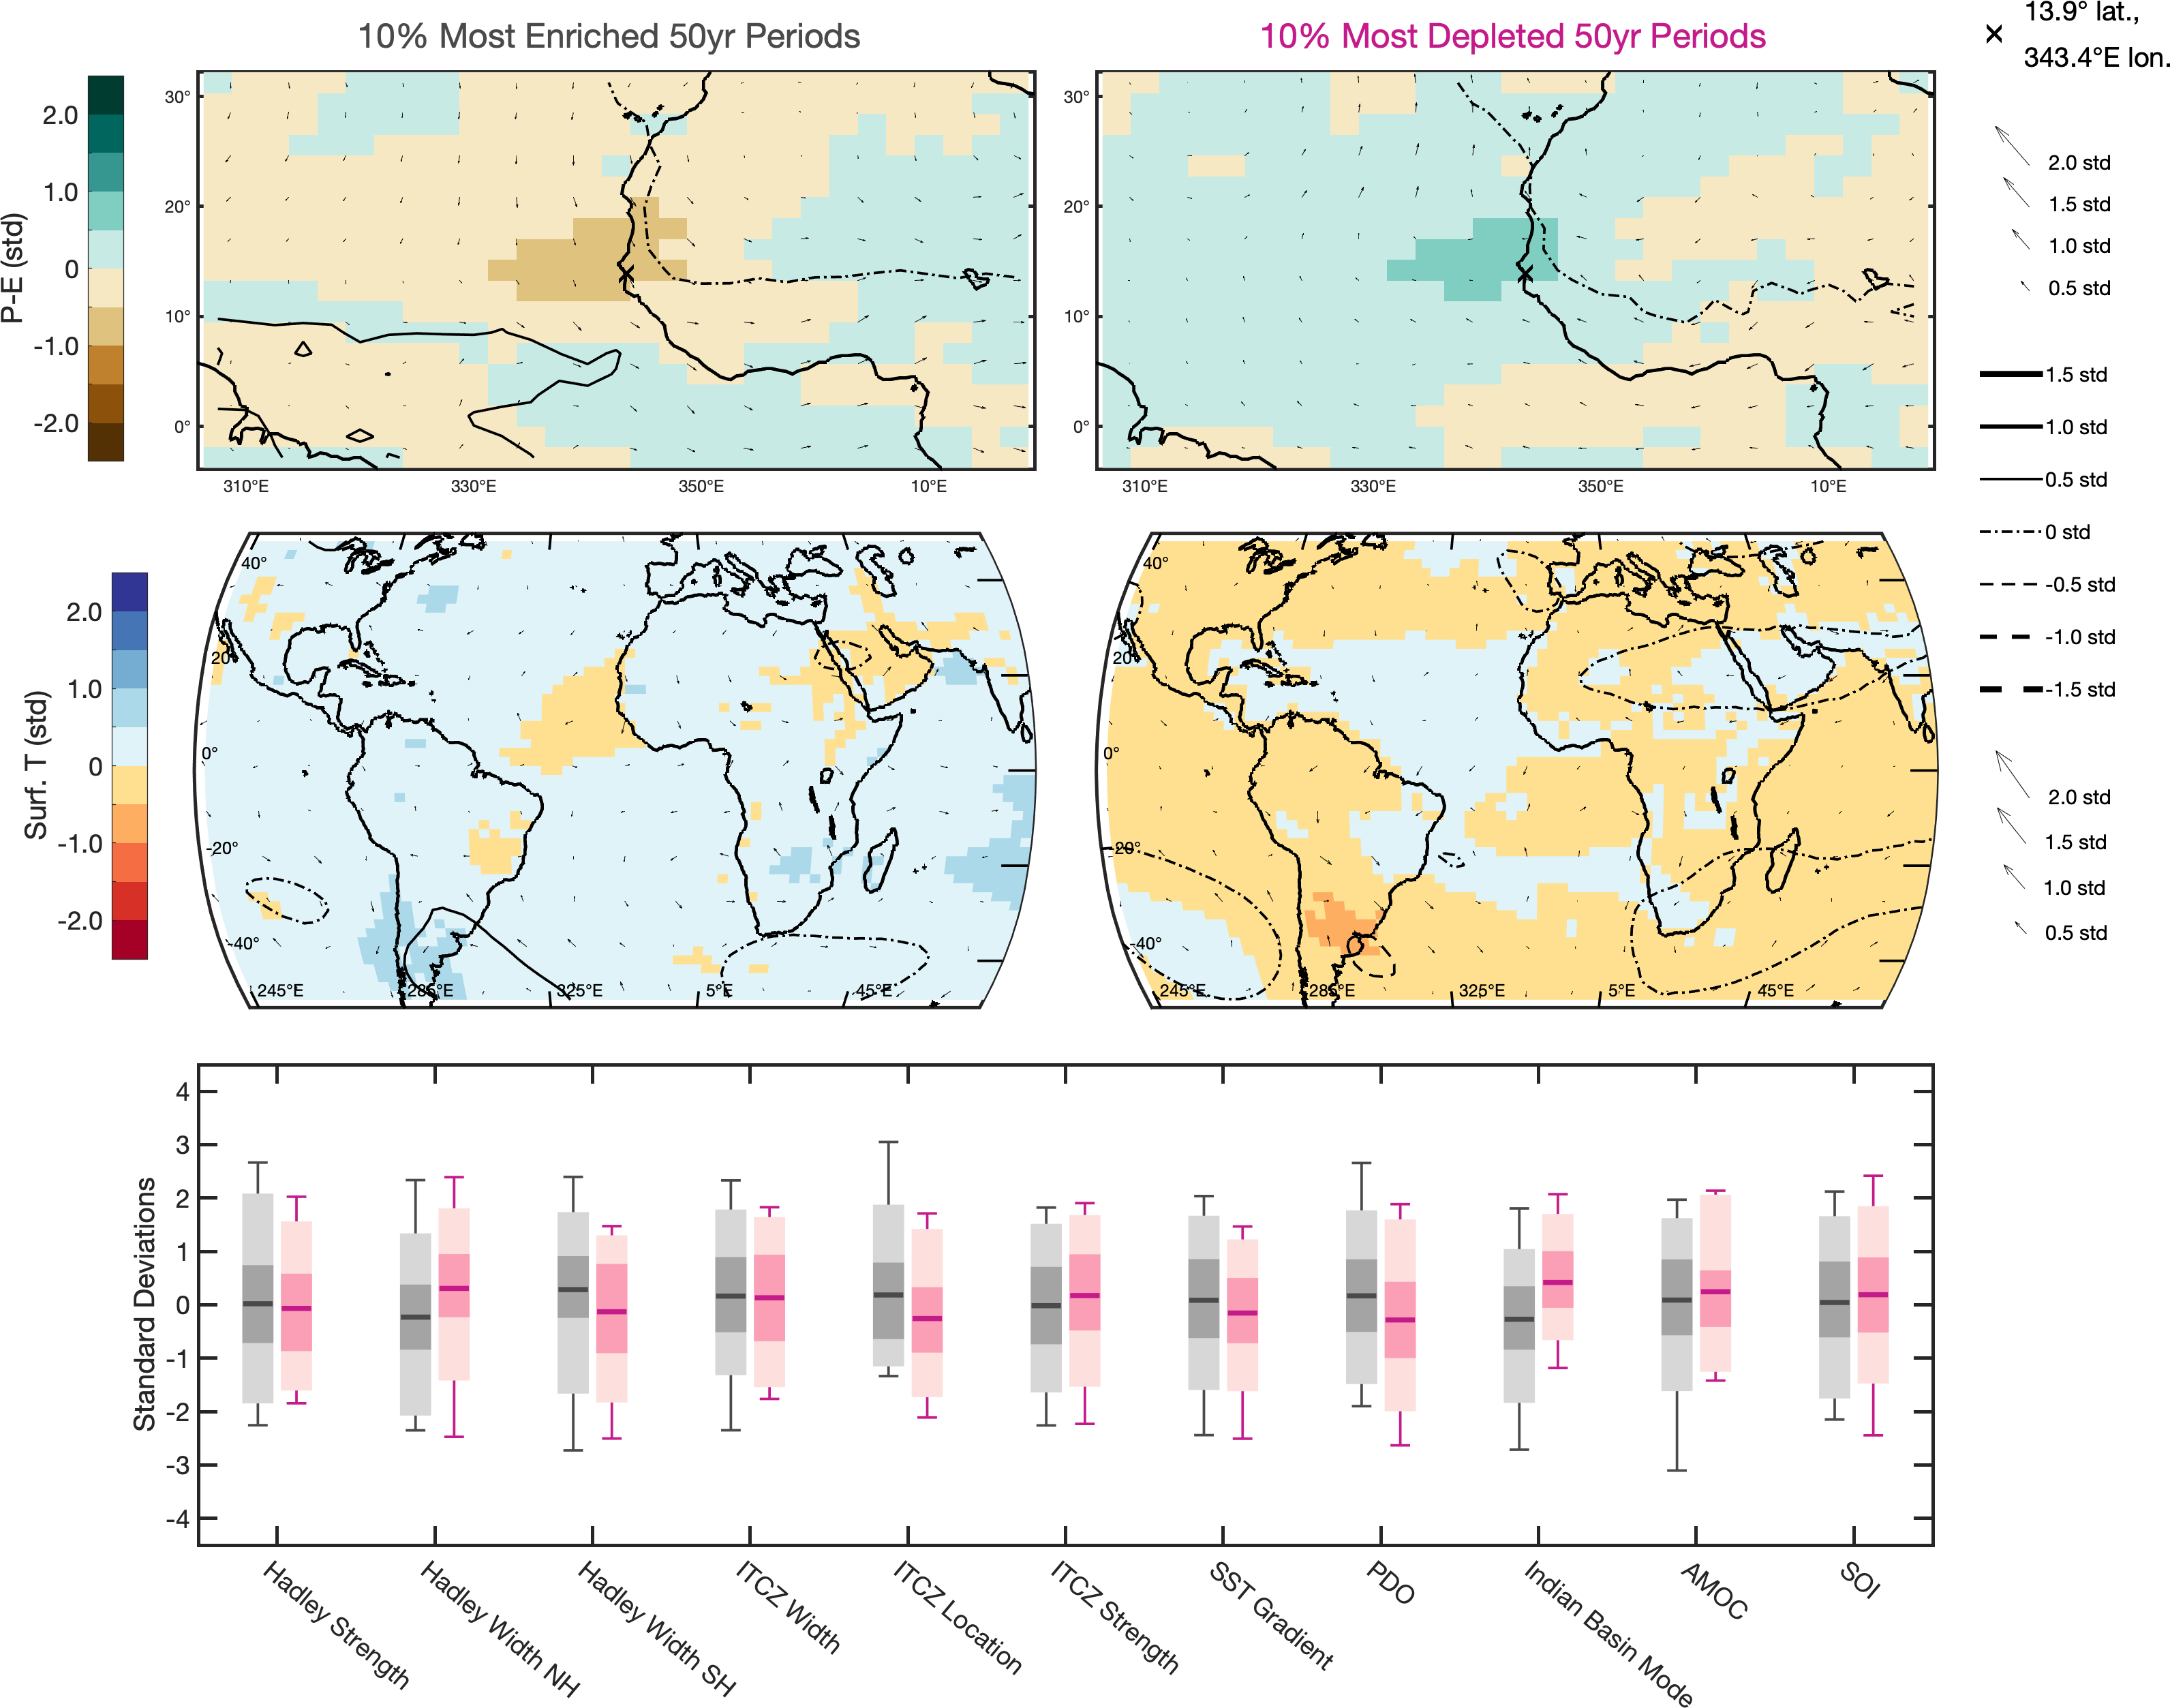 10% Most Enriched 50yr Periods
10% Most Depleted 50yr Periods
13.9° lat.,
343.4°E lon.
P-E (std)
2.0
1.0
0
-1.0
-2.0
30°
20°
10°
0°
310°E
330°E
350°E
10°E
30°
20°
10°
0°
310°E
330°E
350°E
10°E
2.0 std
1.5 std
1.0 std
0.5 std
1.5 std
1.0 std
0.5 std
0 std
-0.5 std
-1.0 std
-1.5 std
Surf. T (std)
2.0
1.0
0
-1.0
-2.0
40°
20°
0°
-20°
-40°
245°E
285°E
325°E
5°E
45°E
40°
20°
0°
-20°
-40°
245°E
285°E
325°E
5°E
45°E
2.0 std
1.5 std
1.0 std
0.5 std
Standard Deviations
4
3
2
1
0
-1
-2
-3
-4
Hadley Strength
Hadley Width NH
Hadley Width SH
ITCZ Width
ITCZ Location
ITCZ Strength
SST Gradient
PDO
Indian Basin Mode
AMOC
SOI